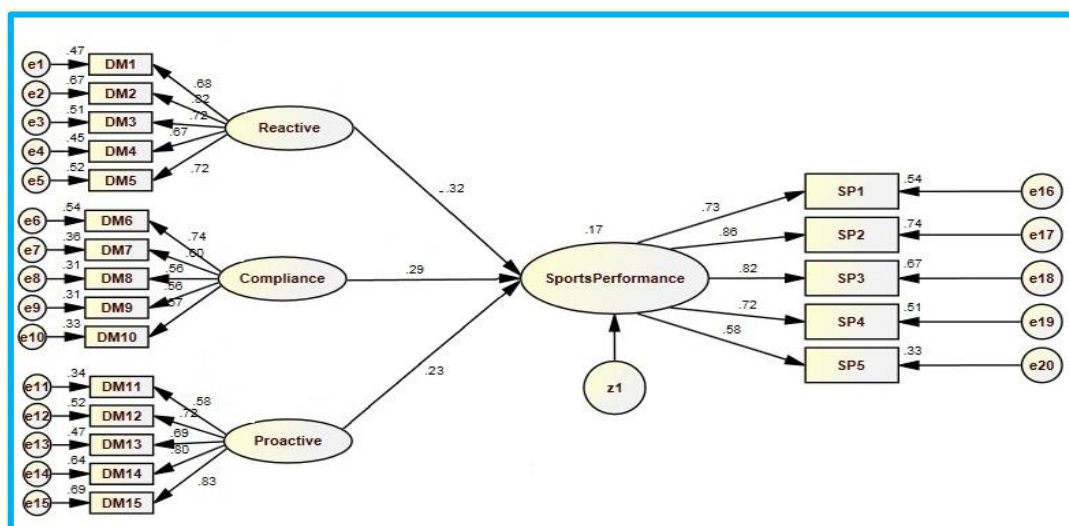 e1 .47 DM1
.68
e2 .67 DM2
.82
e3 .51 DM3
.72
Reactive
e4 .45 DM4
.67
e5 .52 DM5
.72
-.32
e6 .54 DM6
.74
e7 .36 DM7
.60
e8 .31 DM8
.56
Compliance
.29
e9 .31 DM9
.56
e10 .33 DM10
.57
.17
SportsPerformance
z1
.73
SP1 .54 e16
.86
SP2 .74 e17
.82
SP3 .67 e18
.72
SP4 .51 e19
.58
SP5 .33 e20
e11 .34 DM11
.58
.23
e12 .52 DM12
.72
e13 .47 DM13
.69
Proactive
e14 .64 DM14
.80
e15 .69 DM15
.83